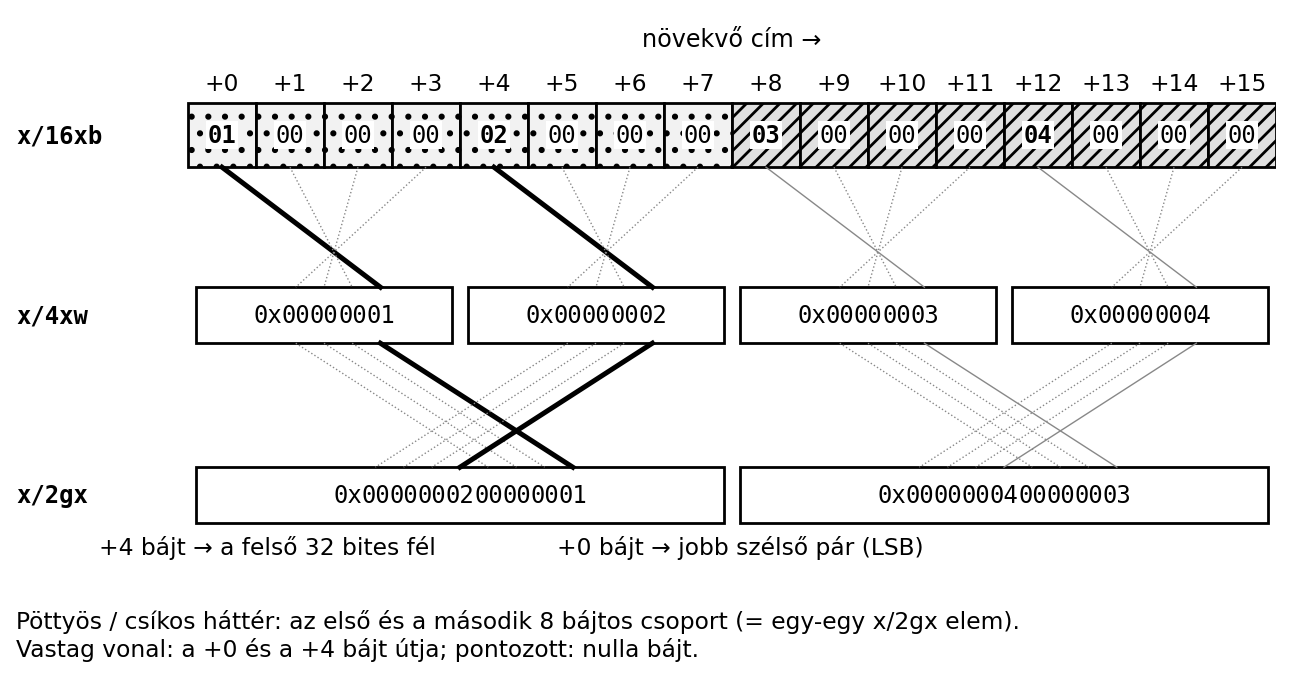 növekvő cím →
+0 +1 +2 +3 +4 +5 +6 +7 +8 +9 +10 +11 +12 +13 +14 +15
x/16xb 01 00 00 00 02 00 00 00 03 00 00 00 04 00 00 00
x/4xw 0x00000001 0x00000002 0x00000003 0x00000004
x/2gx 0x0000000200000001 0x0000000400000003
+4 bájt → a felső 32 bites fél +0 bájt → jobb szélső pár (LSB)
Pöttyös / csíkos háttér: az első és a második 8 bájtos csoport (= egy-egy x/2gx elem).
Vastag vonal: a +0 és a +4 bájt útja; pontozott: nulla bájt.